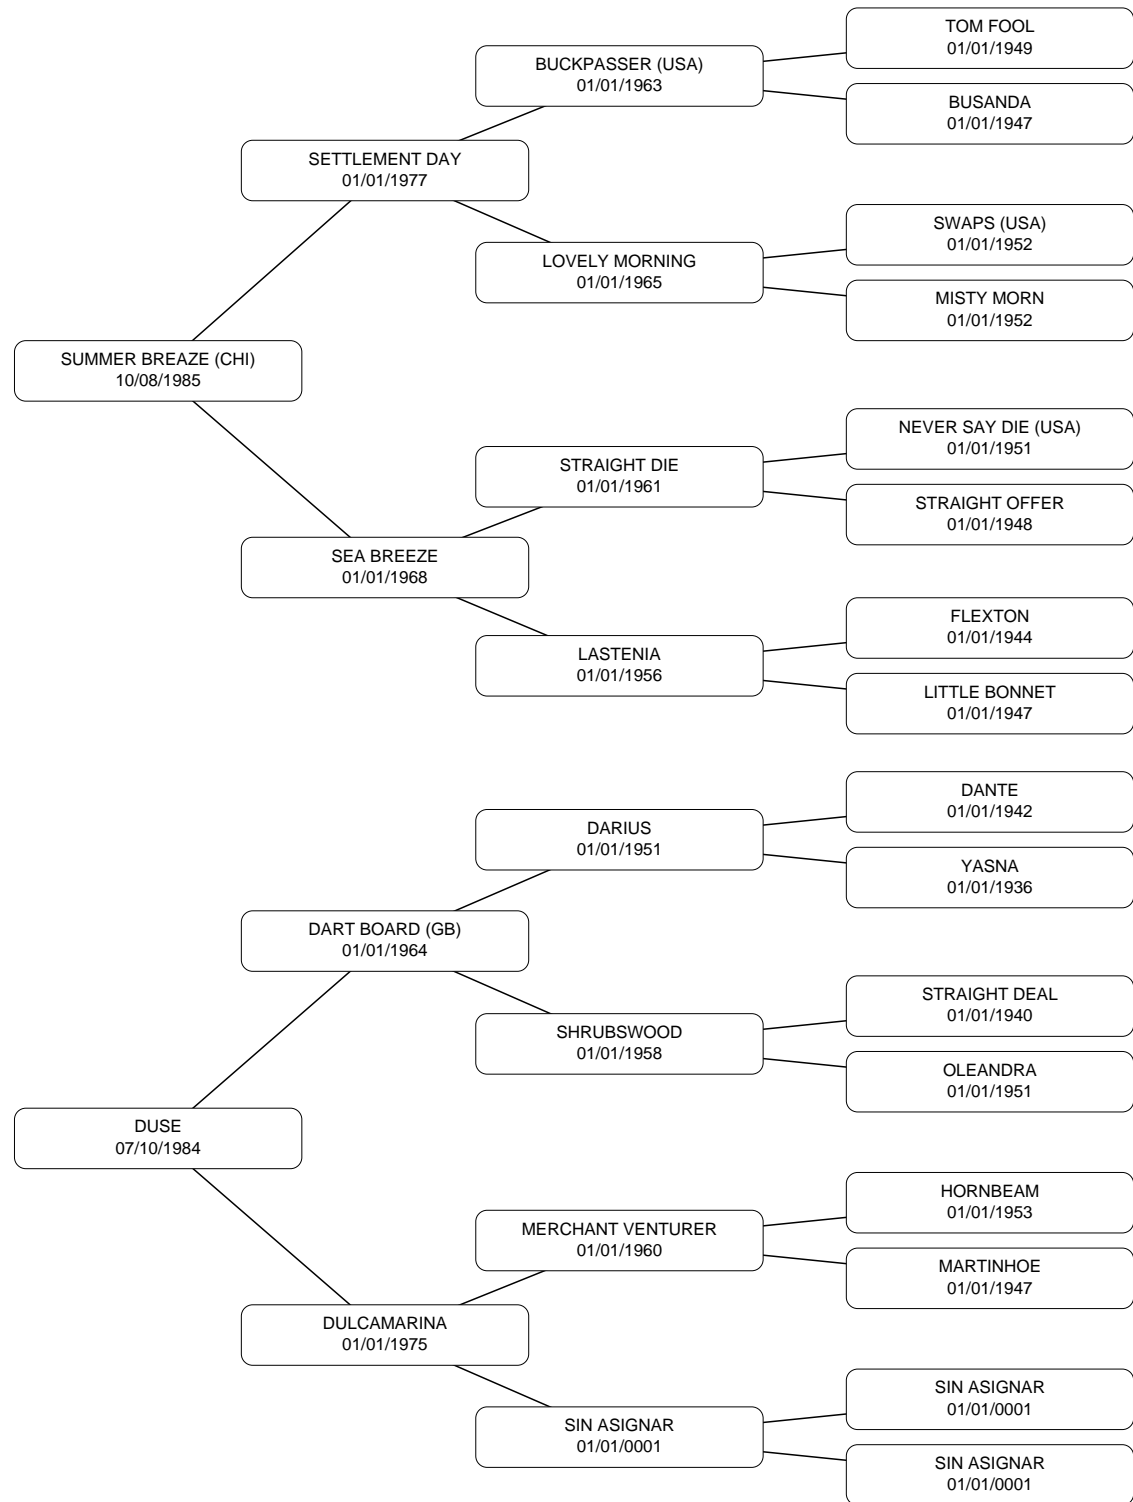 TOM FOOL
01/01/1949
BUCKPASSER (USA)
01/01/1963
BUSANDA
01/01/1947
SETTLEMENT DAY
01/01/1977
SWAPS (USA)
01/01/1952
LOVELY MORNING
01/01/1965
MISTY MORN
01/01/1952
SUMMER BREAZE (CHI)
10/08/1985
NEVER SAY DIE (USA)
01/01/1951
STRAIGHT DIE
01/01/1961
STRAIGHT OFFER
01/01/1948
SEA BREEZE
01/01/1968
FLEXTON
01/01/1944
LASTENIA
01/01/1956
LITTLE BONNET
01/01/1947
DANTE
01/01/1942
DARIUS
01/01/1951
YASNA
01/01/1936
DART BOARD (GB)
01/01/1964
STRAIGHT DEAL
01/01/1940
SHRUBSWOOD
01/01/1958
OLEANDRA
01/01/1951
DUSE
07/10/1984
HORNBEAM
01/01/1953
MERCHANT VENTURER
01/01/1960
MARTINHOE
01/01/1947
DULCAMARINA
01/01/1975
SIN ASIGNAR
01/01/0001
SIN ASIGNAR
01/01/0001
SIN ASIGNAR
01/01/0001